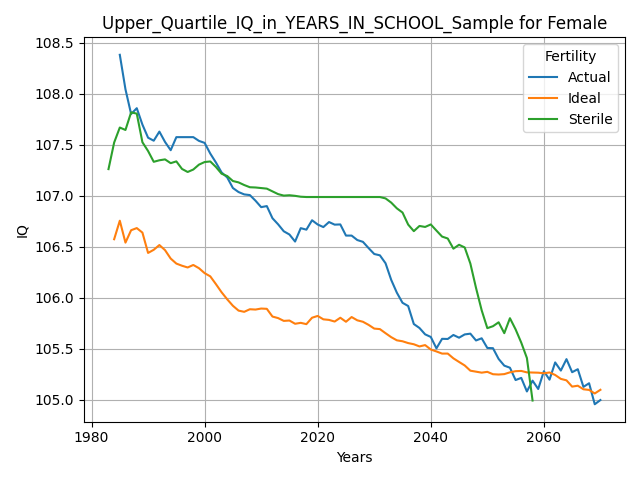 Upper_Quartile_IQ_in_YEARS_IN_SCHOOL_Sample for Female
108.5
108.0
107.5
107.0
106.5
106.0
105.5
105.0
IQ
Fertility
Actual
Ideal
Sterile
1980
2000
2020
2040
2060
Years